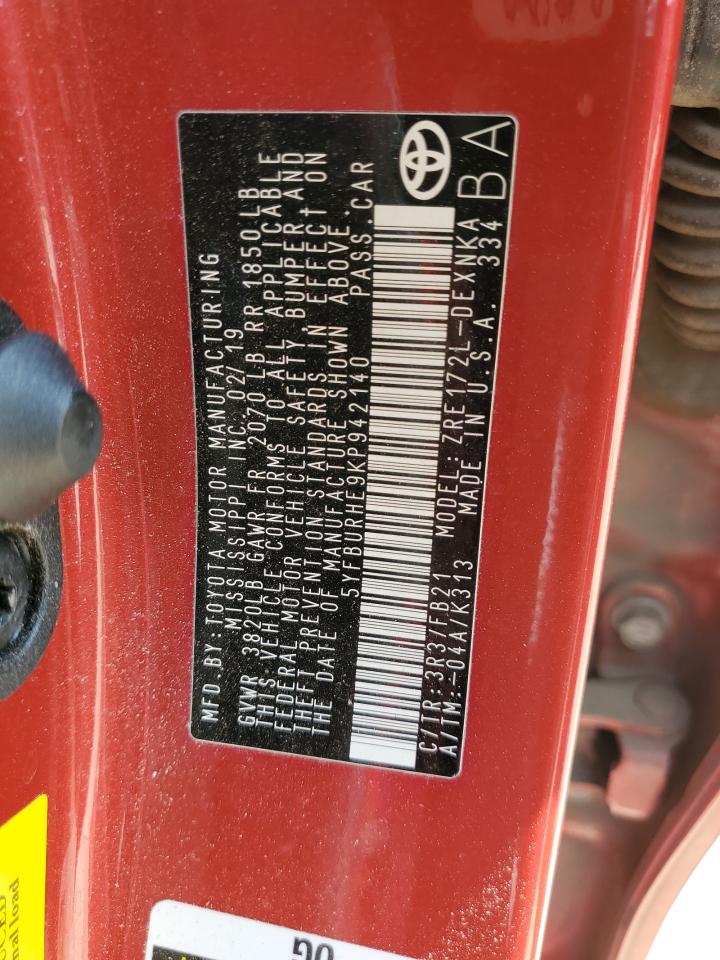 MFD.BY:TOYOTA MOTOR MANUFACTURING
MISSISSIPPI INC.02/19
GVWR 3820LB GAWR FR 2070LB RR 1850LB
THIS VEHICLE CONFORMS TO ALL APPLICABLE
FEDERAL MOTOR VEHICLE SAFETY, BUMPER AND
THEFT PREVENTION STANDARDS IN EFFECT ON
THE DATE OF MANUFACTURE SHOWN ABOVE.
5YFBURHE9KP942140 PASS.CAR
C/TR:3R3/FB21 MODEL:ZRE172L-DEXNKA
A/TM:-04A/K313 MADE IN U.S.A. 334
BA
nal load